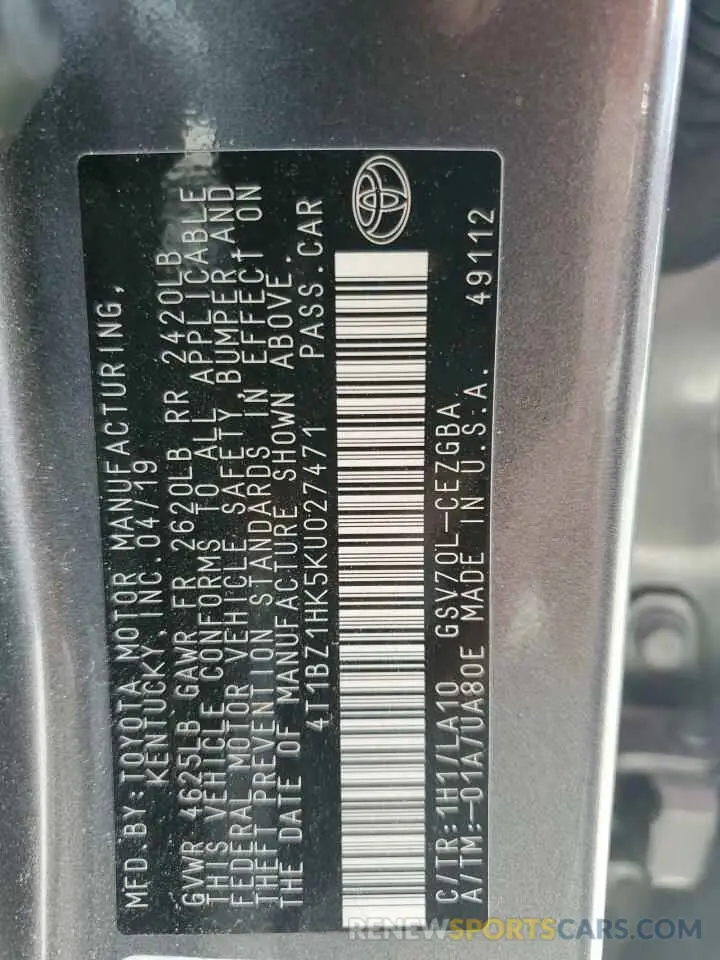 MFD.BY:TOYOTA MOTOR MANUFACTURING,
KENTUCKY.INC.04/19
GVWR 4625LB GAWR FR 2620LB RR 2420LB
THIS VEHICLE CONFORMS TO ALL APPLICABLE
FEDERAL MOTOR VEHICLE SAFETY,BUMPER,AND
THEFT PREVENTION STANDARDS IN EFFECT ON
THE DATE OF MANUFACTURE SHOWN ABOVE.
4T1BZ1HK5KU027471 PASS.CAR
C/TR:1H1/LA10 GSV70L-CEZGBA
A/TM:-01A/UA80E MADE IN U.S.A. 49112
RENEWSPORTSCARS.COM